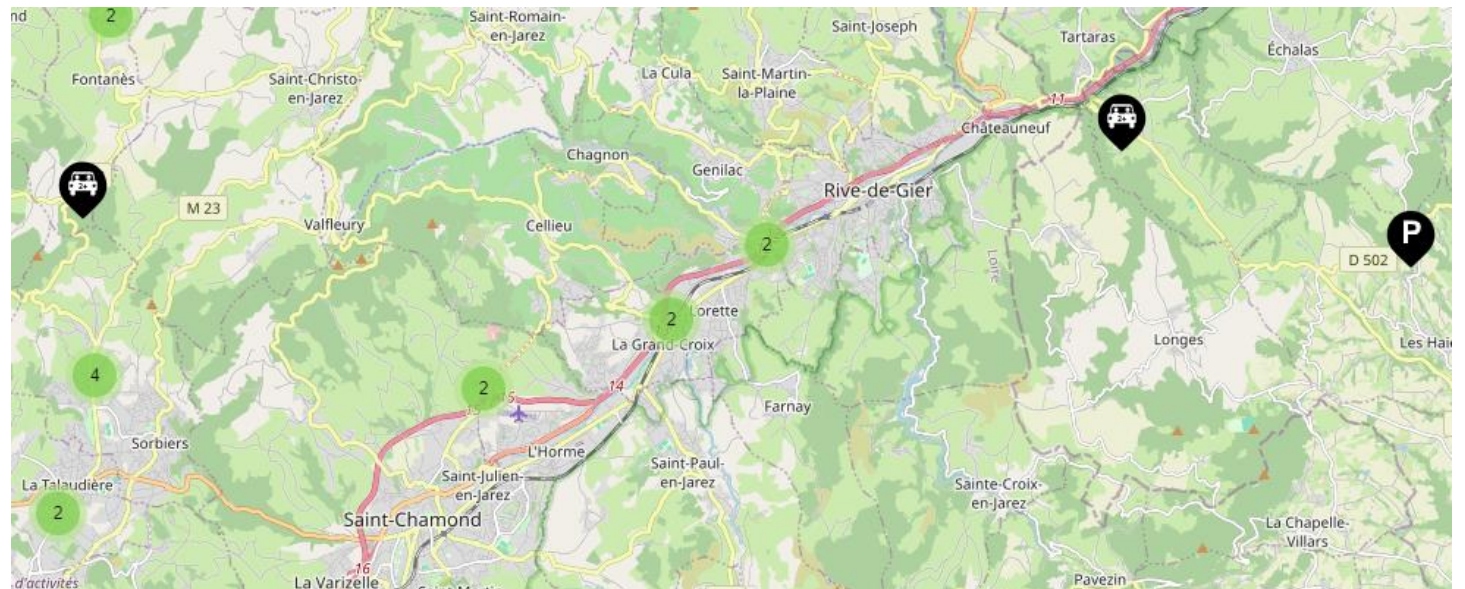 nd
2
Saint-Romain-
en-Jarez
Saint-Joseph
Tartaras
Échalas
Fontanès
Saint-Christo-
en-Jarez
La Cula
Saint-Martin-
la-Plaine
11
Châteauneuf
Chagnon
Genilac
Rive-de-Gier
M 23
Valfleury
Cellieu
2
P
Loire
D 502
2
Lorette
La Grand-Croix
Longes
Les Haie
4
2
15
14
Farnay
Sorbiers
L'Horme
La Talaudière
2
Saint-Julien-
en-Jarez
Saint-Paul-
en-Jarez
Sainte-Croix-
en-Jarez
Saint-Chamond
La Chapelle-
Villars
16
d'activités
La Varizelle
Pavezin